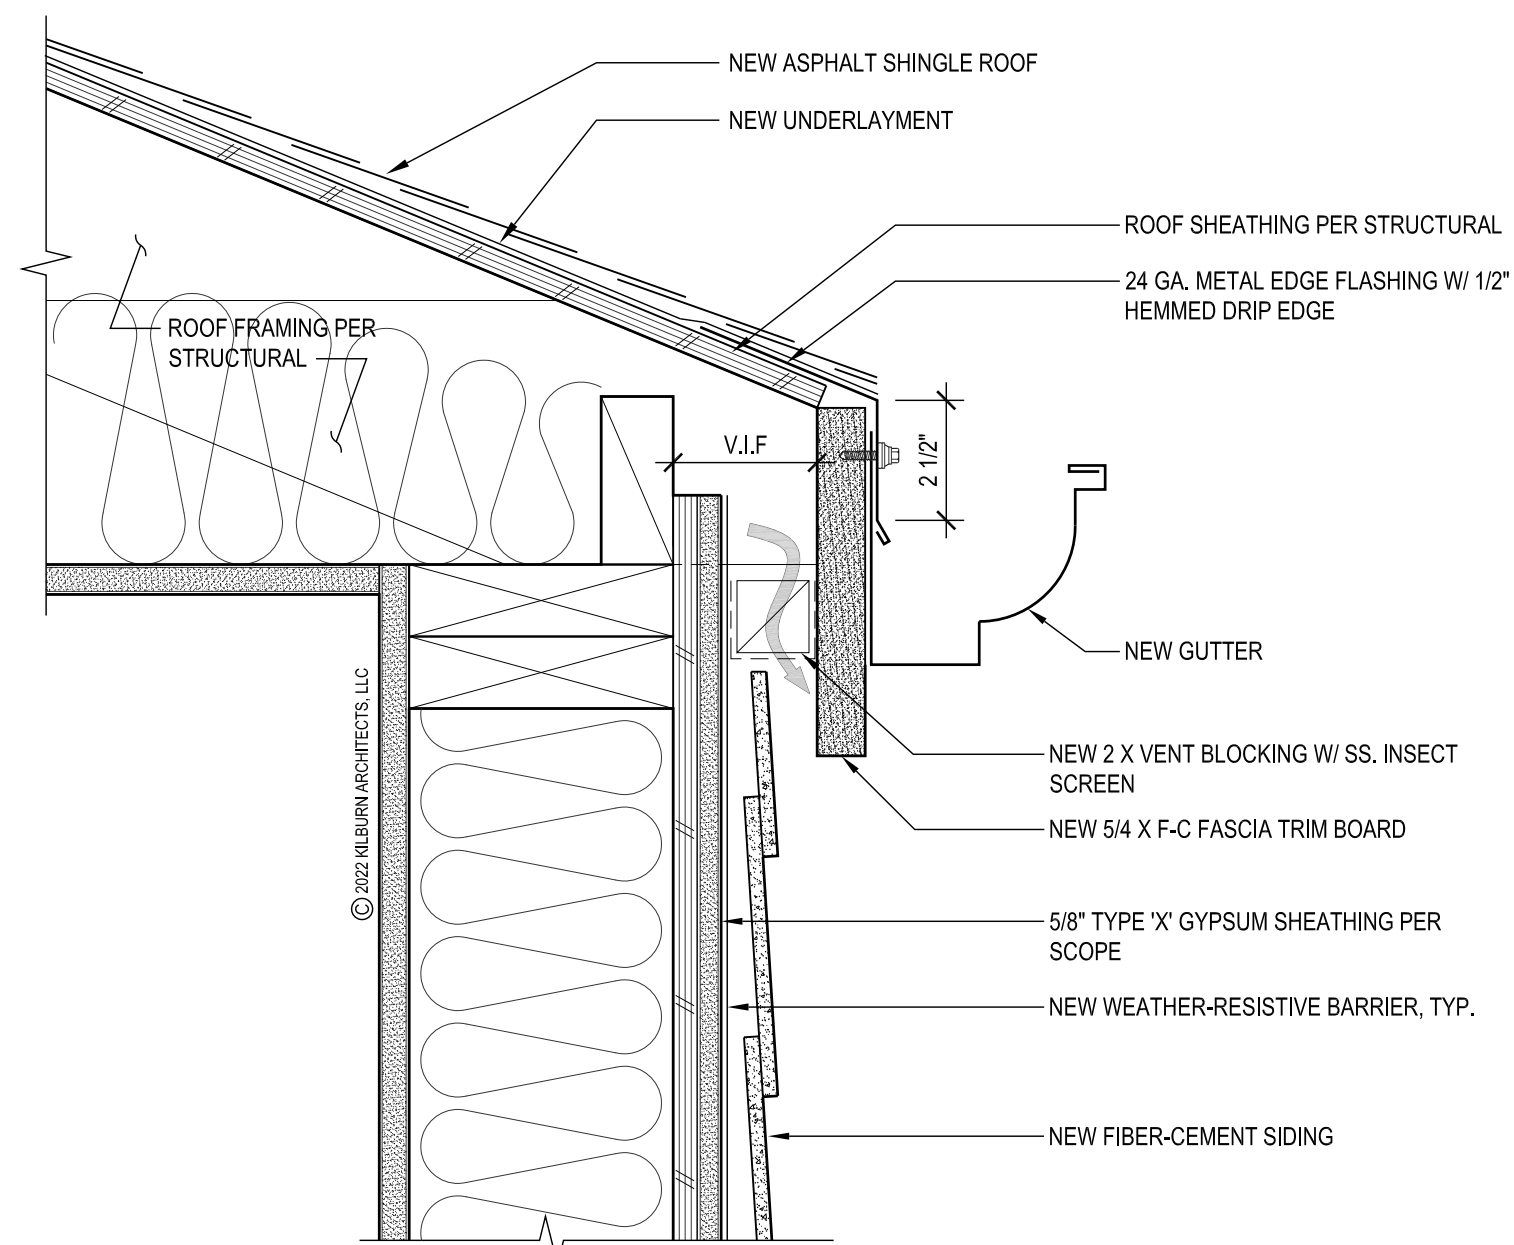 NEW ASPHALT SHINGLE ROOF
NEW UNDERLAYMENT
ROOF SHEATHING PER STRUCTURAL
24 GA. METAL EDGE FLASHING W/ 1/2"
HEMMED DRIP EDGE
ROOF FRAMING PER
STRUCTURAL
V.I.F
2 1/2"
NEW GUTTER
NEW 2 X VENT BLOCKING W/ SS. INSECT
SCREEN
NEW 5/4 X F-C FASCIA TRIM BOARD
5/8" TYPE 'X' GYPSUM SHEATHING PER
SCOPE
NEW WEATHER-RESISTIVE BARRIER, TYP.
NEW FIBER-CEMENT SIDING
© 2022 KILBURN ARCHITECTS, LLC